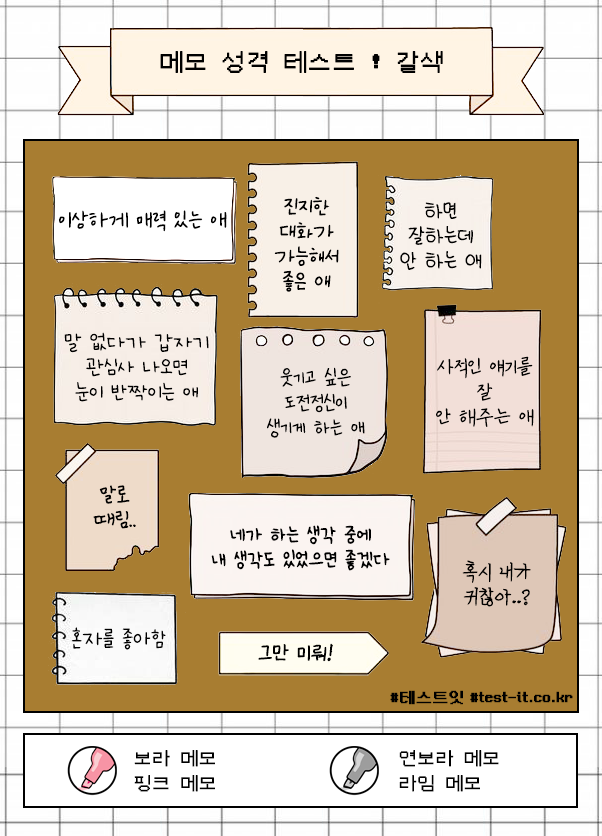 메모 성격 테스트 ! 갈색
이상하게 매력 있는 애
진지한
대화가
가능해서
좋은 애
하면
잘하는데
안 하는 애
말 없다가 갑자기
관심사 나오면
눈이 반짝이는 애
웃기고 싶은
도전정신이
생기게 하는 애
사적인 얘기를
잘
안 해주는 애
말로
때림..
네가 하는 생각 중에
내 생각도 있었으면 좋겠다
혹시 내가
귀찮아..?
혼자를 좋아함
그만 미뤄!
#테스트잇 #test-it.co.kr
보라 메모
핑크 메모
연보라 메모
라임 메모